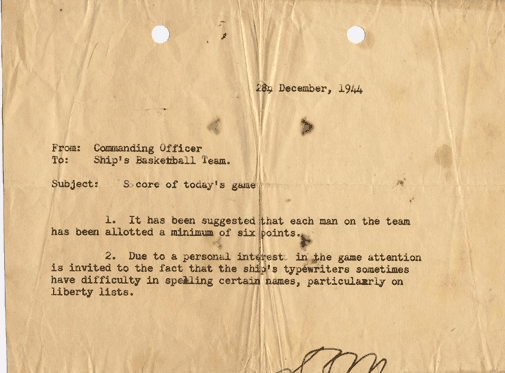 28 December, 1944
From: Commanding Officer
To: Ship's Basketball Team.
Subject: Score of today's game
1. It has been suggested that each man on the team
has been allotted a minimum of six points.
2. Due to a personal interest in the game attention
is invited to the fact that the ship's typewriters sometimes
have difficulty in spelling certain names, particularly on
liberty lists.